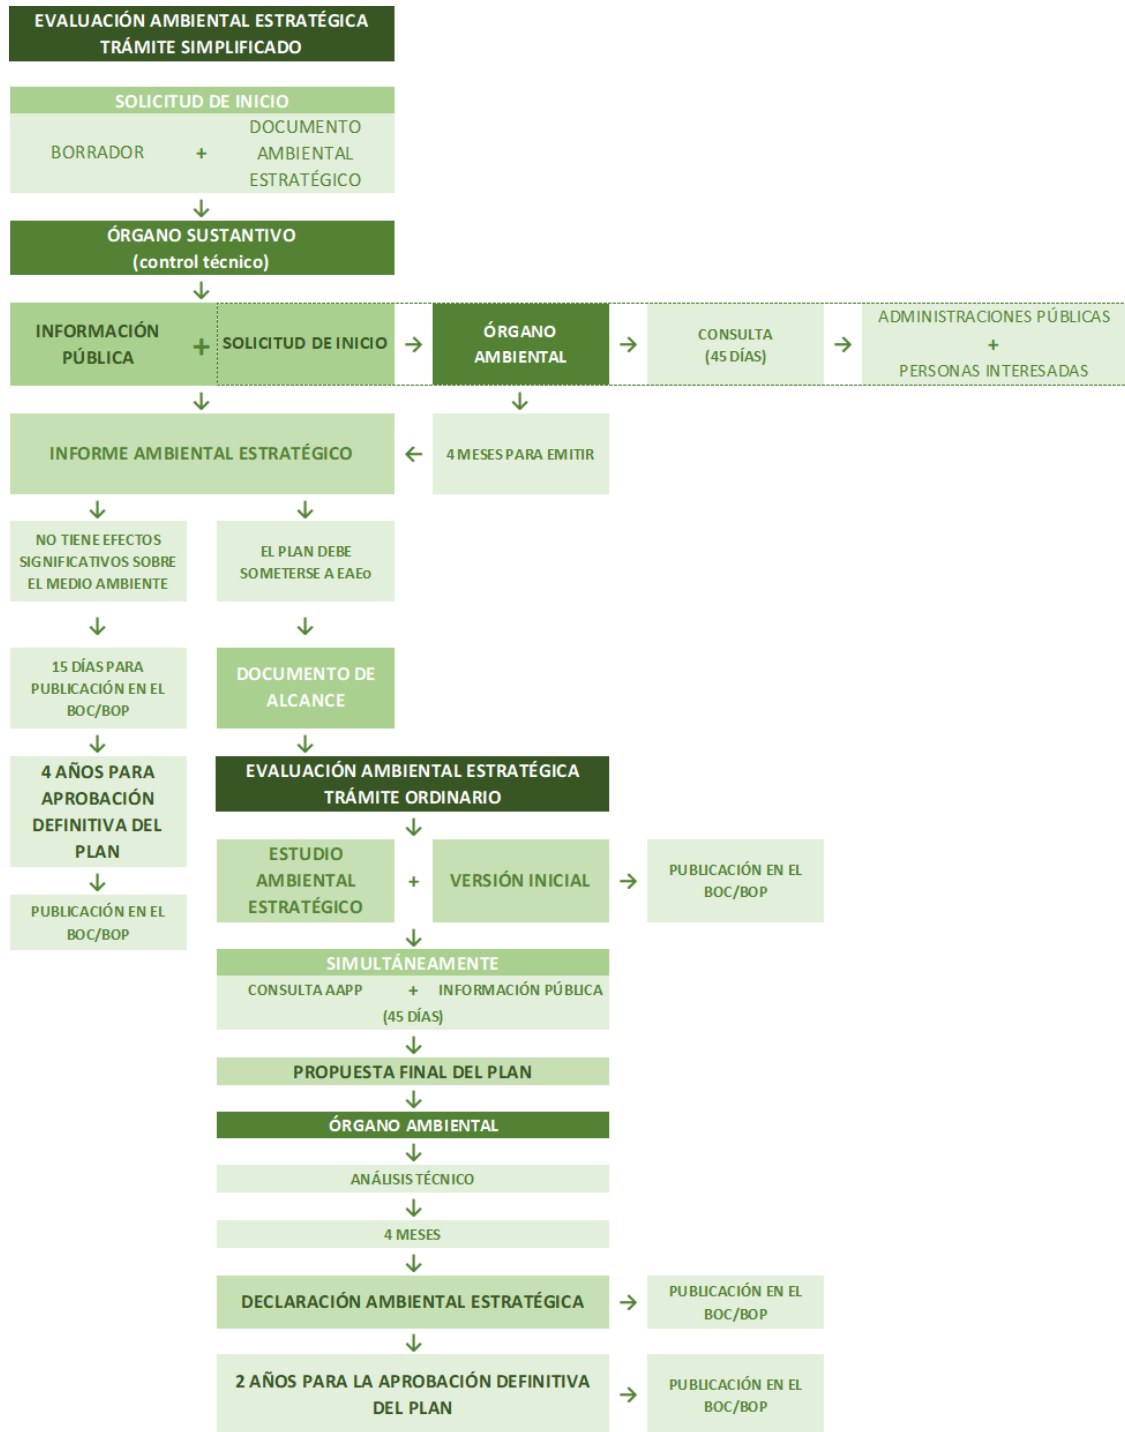 EVALUACIÓN AMBIENTAL ESTRATÉGICA
TRÁMITE SIMPLIFICADO
SOLICITUD DE INICIO
BORRADOR
+
DOCUMENTO
AMBIENTAL
ESTRATÉGICO
ÓRGANO SUSTANTIVO
(control técnico)
INFORMACIÓN
PÚBLICA
+
SOLICITUD DE INICIO
ÓRGANO
AMBIENTAL
CONSULTA
(45 DÍAS)
ADMINISTRACIONES PÚBLICAS
+
PERSONAS INTERESADAS
INFORME AMBIENTAL ESTRATÉGICO
4 MESES PARA EMITIR
NO TIENE EFECTOS
SIGNIFICATIVOS SOBRE
EL MEDIO AMBIENTE
EL PLAN DEBE
SOMETERSE A EAEo
15 DÍAS PARA
PUBLICACIÓN EN EL
BOC/BOP
DOCUMENTO DE
ALCANCE
4 AÑOS PARA
APROBACIÓN
DEFINITIVA DEL
PLAN
EVALUACIÓN AMBIENTAL ESTRATÉGICA
TRÁMITE ORDINARIO
PUBLICACIÓN EN EL
BOC/BOP
ESTUDIO
AMBIENTAL
ESTRATÉGICO
+
VERSIÓN INICIAL
PUBLICACIÓN EN EL
BOC/BOP
SIMULTÁNEAMENTE
CONSULTA AAPP + INFORMACIÓN PÚBLICA
(45 DÍAS)
PROPUESTA FINAL DEL PLAN
ÓRGANO AMBIENTAL
ANÁLISIS TÉCNICO
4 MESES
DECLARACIÓN AMBIENTAL ESTRATÉGICA
PUBLICACIÓN EN EL
BOC/BOP
2 AÑOS PARA LA APROBACIÓN DEFINITIVA
DEL PLAN
PUBLICACIÓN EN EL
BOC/BOP